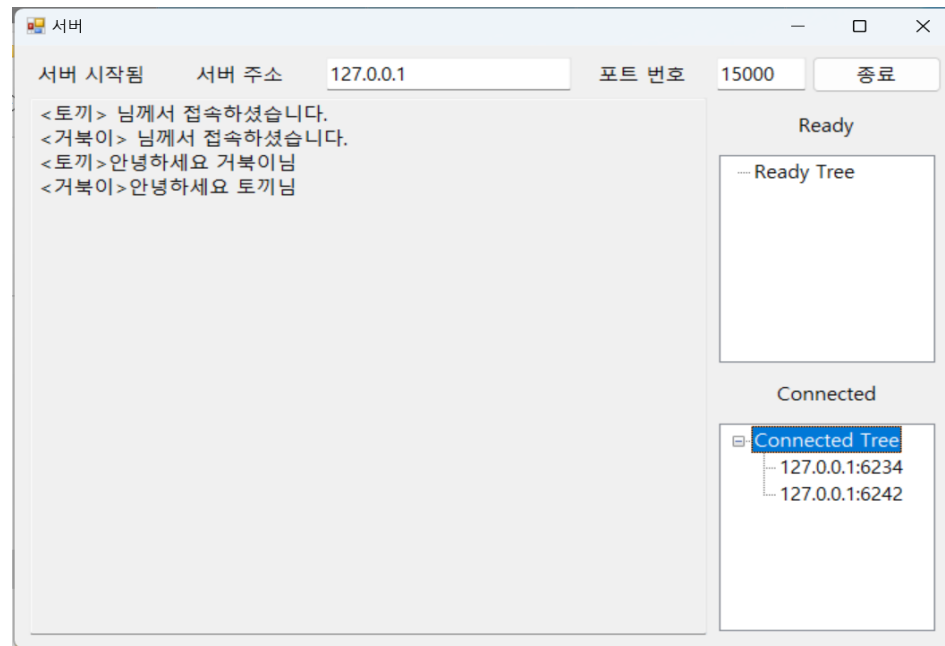 서버
서버 시작됨 서버 주소 127.0.0.1 포트 번호 15000 종료
<토끼> 님께서 접속하셨습니다.
<거북이> 님께서 접속하셨습니다.
<토끼>안녕하세요 거북이님
<거북이>안녕하세요 토끼님
Ready
Ready Tree
Connected
Connected Tree
127.0.0.1:6234
127.0.0.1:6242